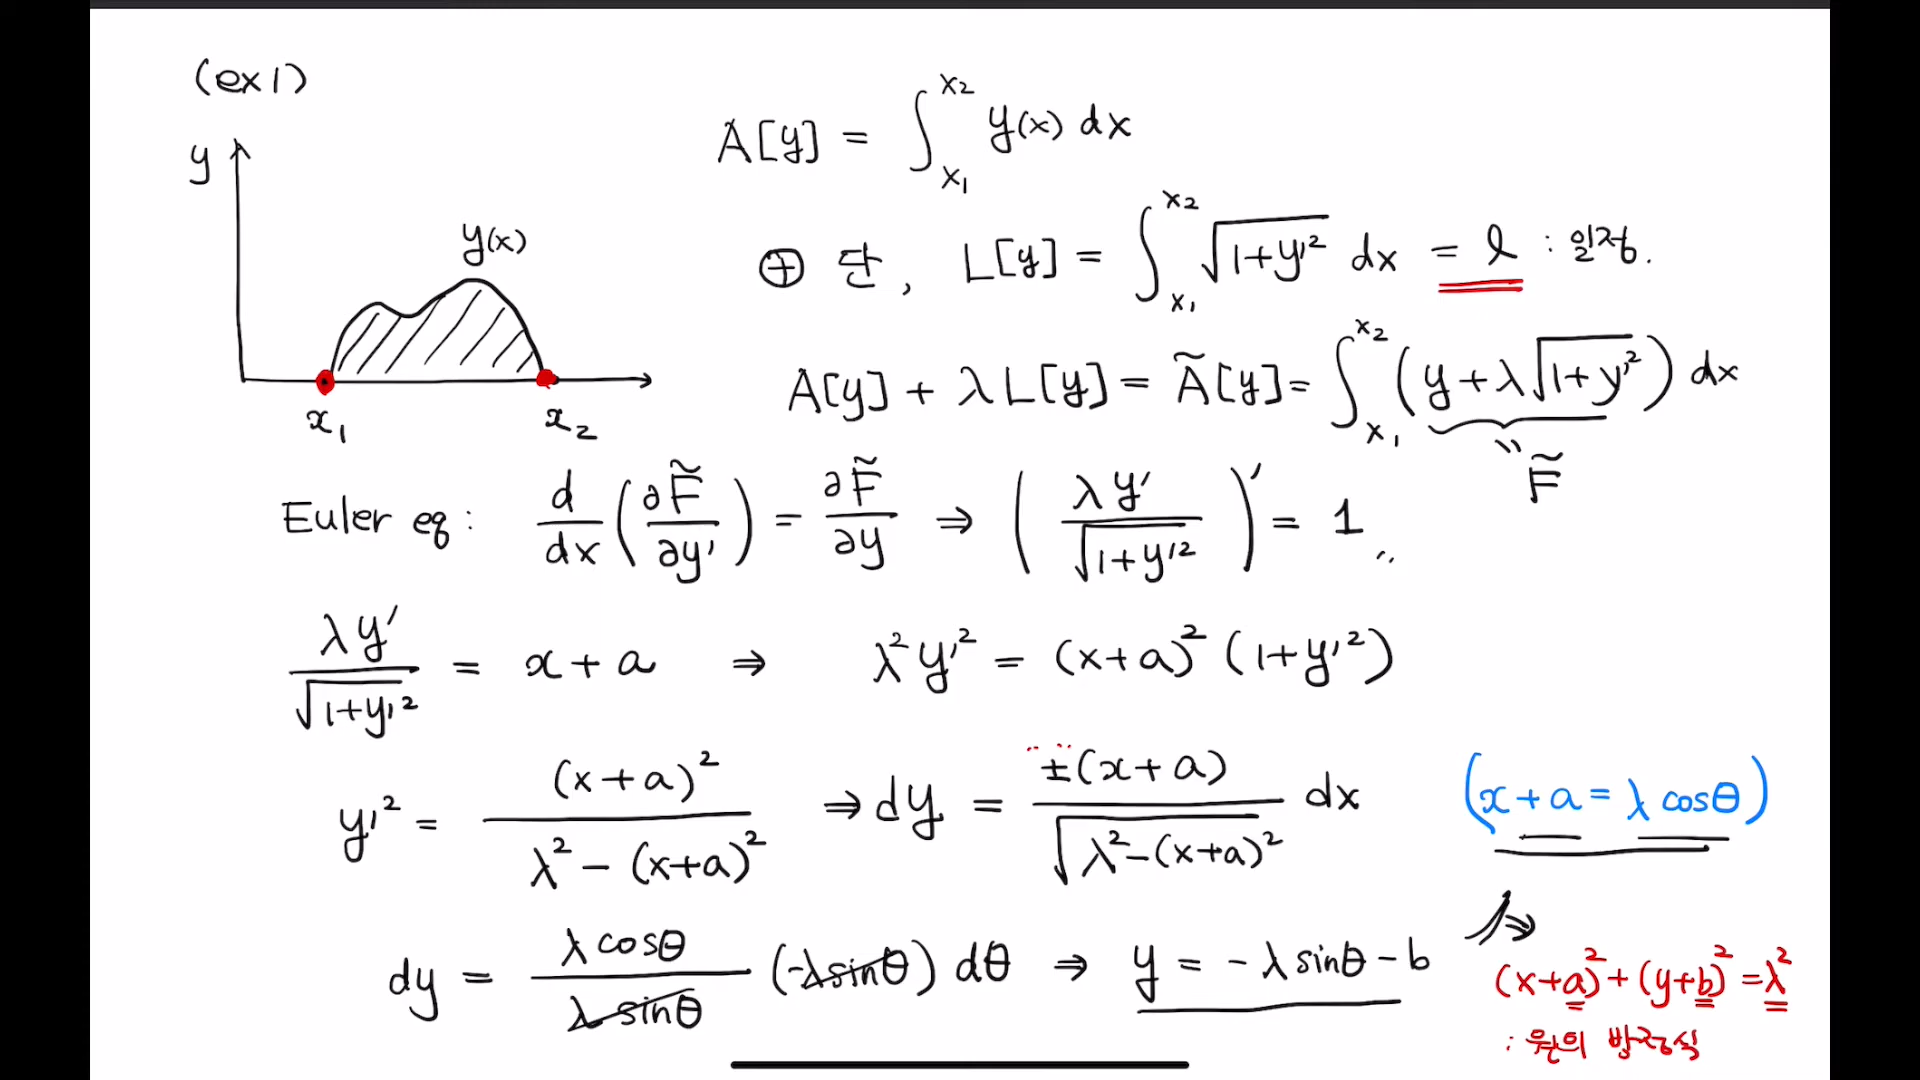 (ex1)
y
y(x)
x₁ x₂
A[y] = ∫_{x₁}^{x₂} y(x) dx
⊕ 단, L[y] = ∫_{x₁}^{x₂} √(1+y'²) dx = l : 일정.
A[y] + λL[y] = Ã[y] = ∫_{x₁}^{x₂} (y + λ√(1+y'²)) dx
" F̃
Euler eq : d/dx (∂F̃/∂y') = ∂F̃/∂y ⇒ (λy'/√(1+y'²))' = 1 ..
λy'/√(1+y'²) = x + a ⇒ λ²y'² = (x+a)² (1+y'²)
y'² = (x+a)²/(λ² − (x+a)²) ⇒ dy = ±(x+a)/√(λ²−(x+a)²) dx (x+a = λ cosθ)
dy = λcosθ/λsinθ (−λsinθ) dθ ⇒ y = −λ sinθ − b
⇒ (x+a)² + (y+b)² = λ²
: 원의 방정식